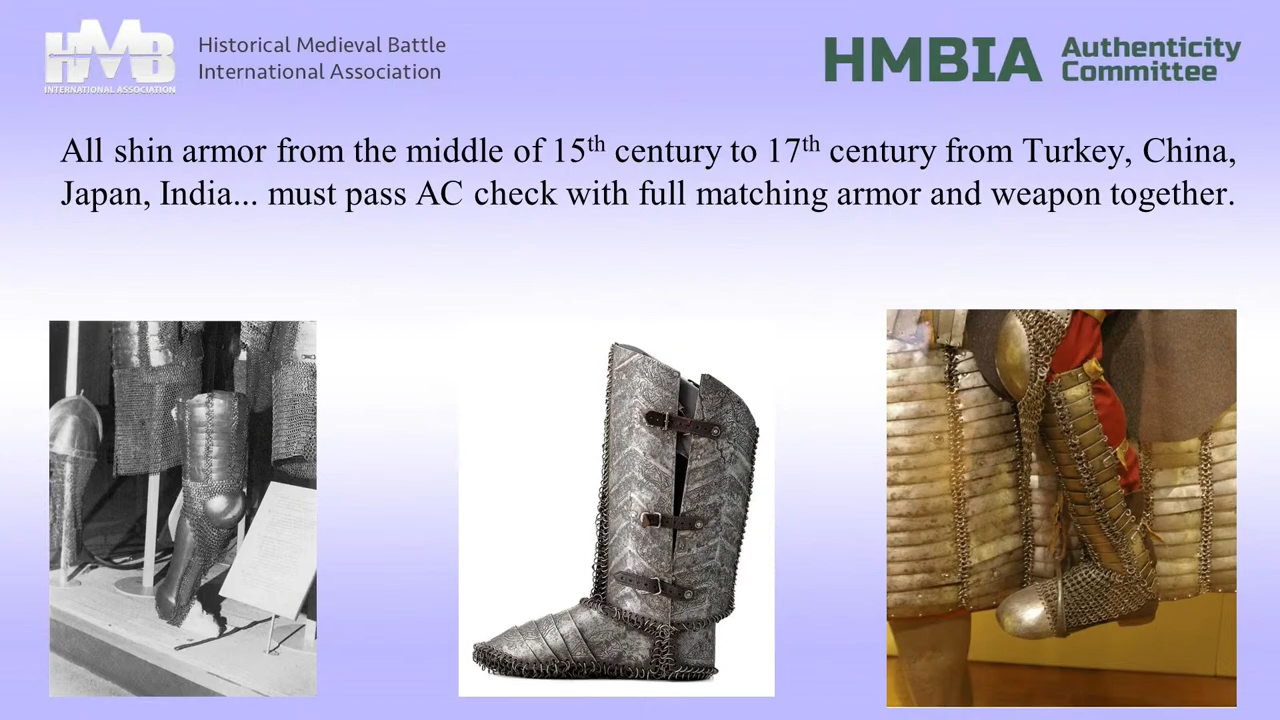 HMB
INTERNATIONAL ASSOCIATION
Historical Medieval Battle
International Association
HMBIA
Authenticity
Committee
All shin armor from the middle of 15th century to 17th century from Turkey, China,
Japan, India... must pass AC check with full matching armor and weapon together.